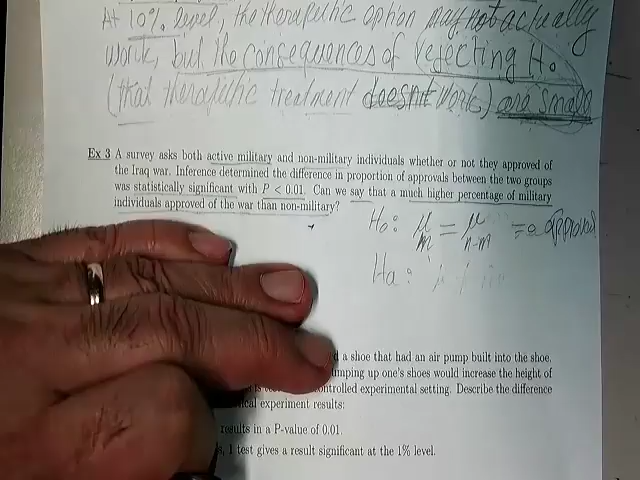 At 10% level, the therapeutic option may not actually
work, but the consequences of rejecting Ho
(that therapeutic treatment doesn't work) are small
Ex 3 A survey asks both active military and non-military individuals whether or not they approved of
the Iraq war. Inference determined the difference in proportion of approvals between the two groups
was statistically significant with P < 0.01. Can we say that a much higher percentage of military
individuals approved of the war than non-military?
Ho: μ m = μ n-m
Ha:
d a shoe that had an air pump built into the shoe.
umping up one's shoes would increase the height of
ontrolled experimental setting. Describe the difference
ical experiment results:
results in a P-value of 0.01.
s, 1 test gives a result significant at the 1% level.